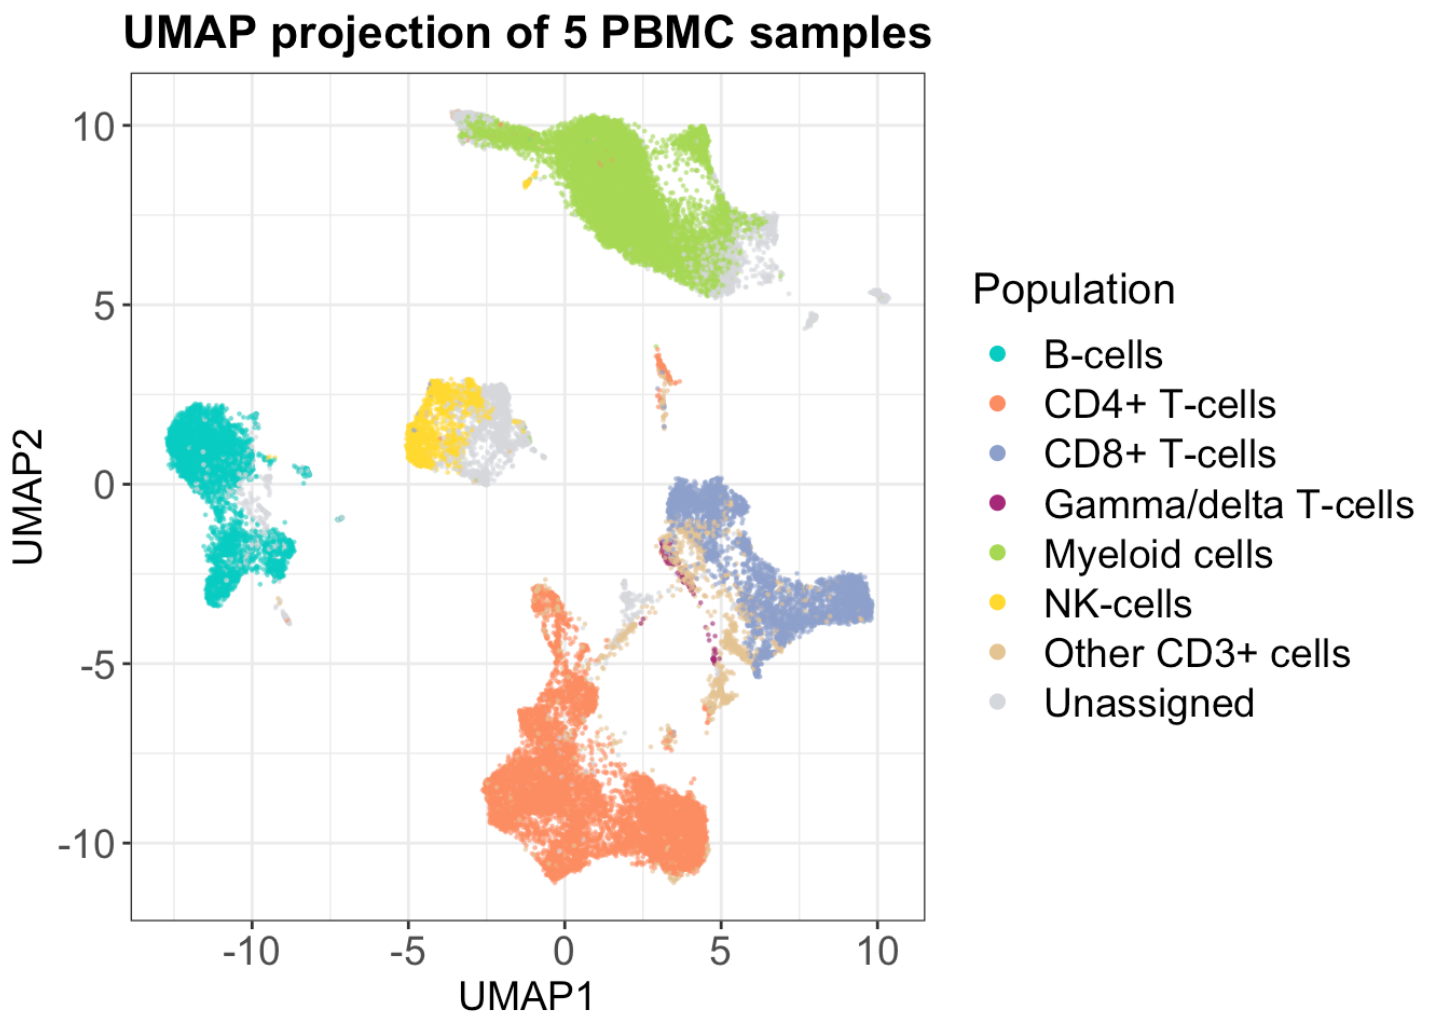 UMAP projection of 5 PBMC samples
10
5
0
-5
-10
UMAP2
-10
-5
0
5
10
UMAP1
Population
B-cells
CD4+ T-cells
CD8+ T-cells
Gamma/delta T-cells
Myeloid cells
NK-cells
Other CD3+ cells
Unassigned